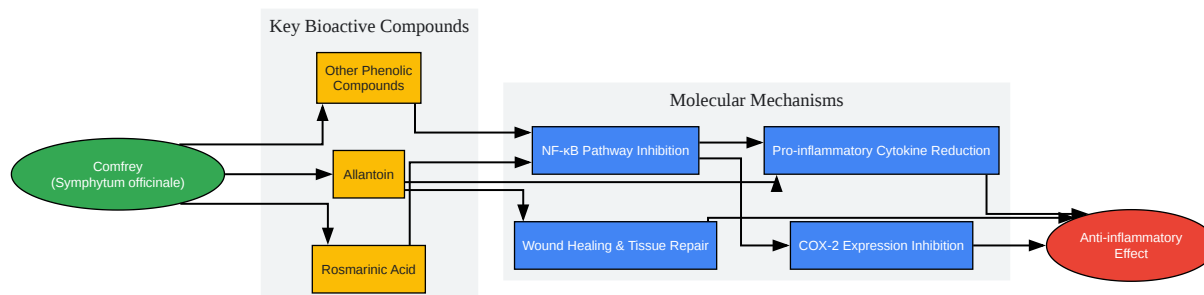 Key Bioactive Compounds
Other Phenolic
Compounds
Molecular Mechanisms
NF-κB Pathway Inhibition
Pro-inflammatory Cytokine Reduction
Comfrey
(Symphytum officinale)
Allantoin
Wound Healing & Tissue Repair
COX-2 Expression Inhibition
Anti-inflammatory
Effect
Rosmarinic Acid